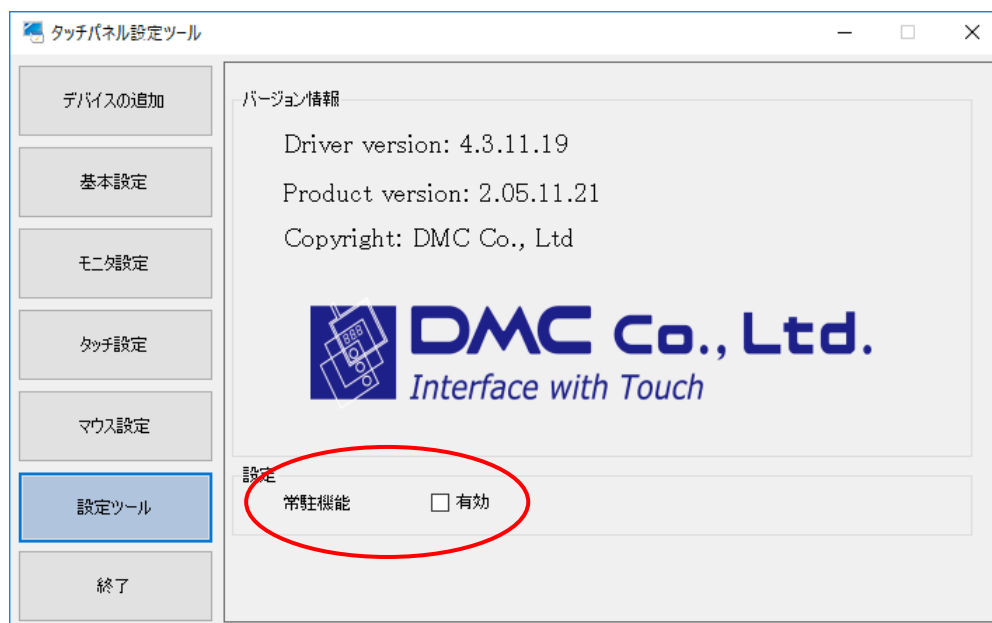 タッチパネル設定ツール
デバイスの追加
基本設定
モニタ設定
タッチ設定
マウス設定
設定ツール
終了
バージョン情報
Driver version: 4.3.11.19
Product version: 2.05.11.21
Copyright: DMC Co., Ltd
888
DMC Co., Ltd.
Interface with Touch
設定
常駐機能 有効